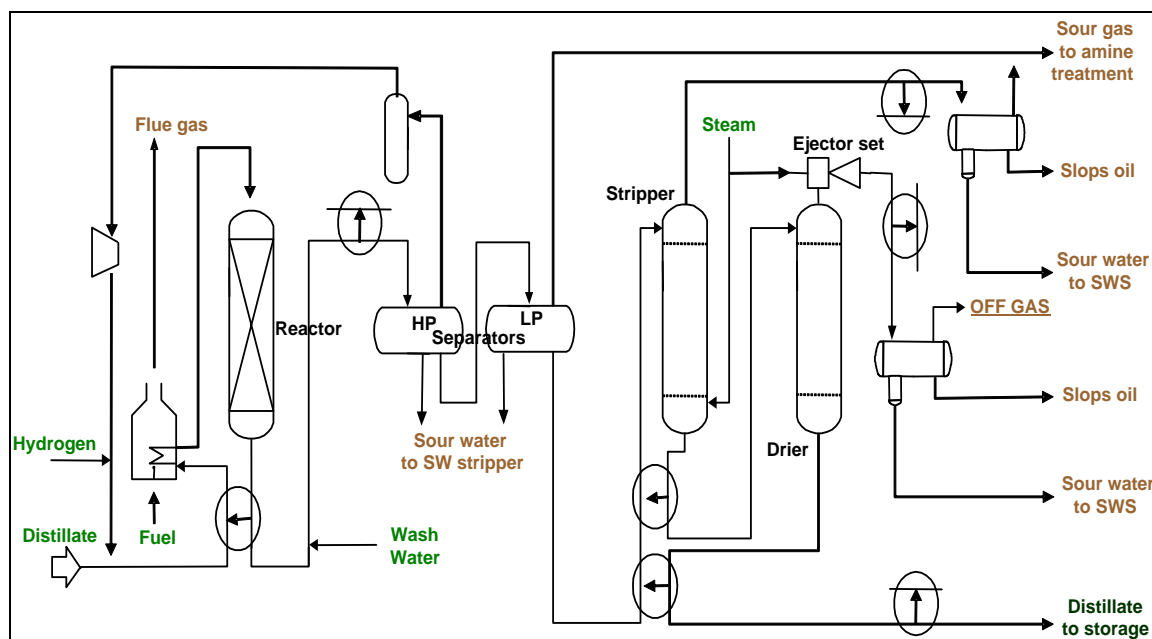 Sour gas
to amine
treatment
Flue gas
Steam
Ejector set
Slops oil
Stripper
Sour water
to SWS
OFF GAS
Reactor
HP
LP
Separators
Slops oil
Hydrogen
Sour water
to SW stripper
Drier
Sour water
to SWS
Distillate
Fuel
Wash
Water
Distillate
to storage